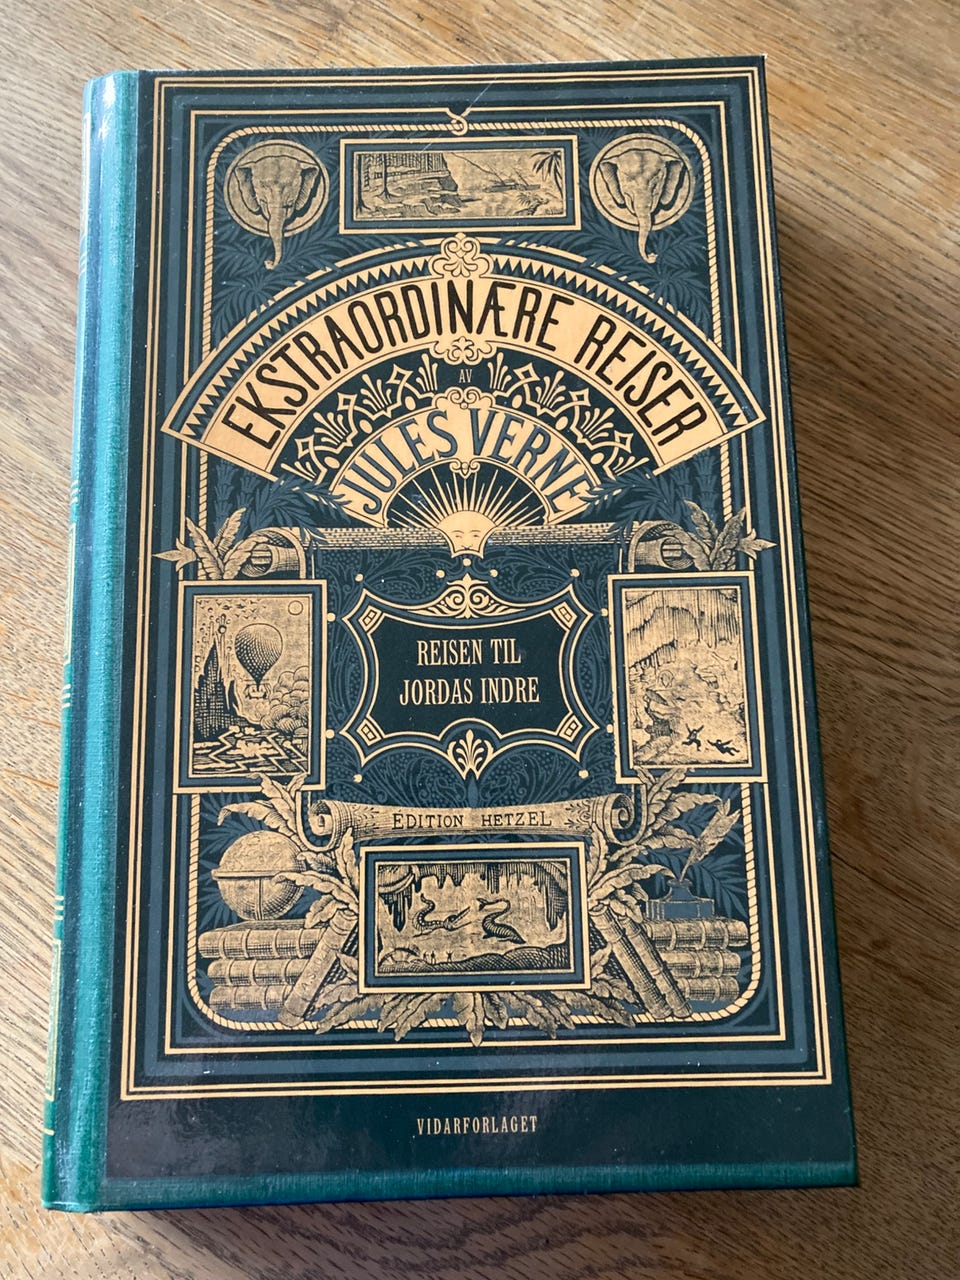 EKSTRAORDINÆRE REISER
AV
JULES VERNE
REISEN TIL
JORDAS INDRE
EDITION HETZEL
VIDARFORLAGET